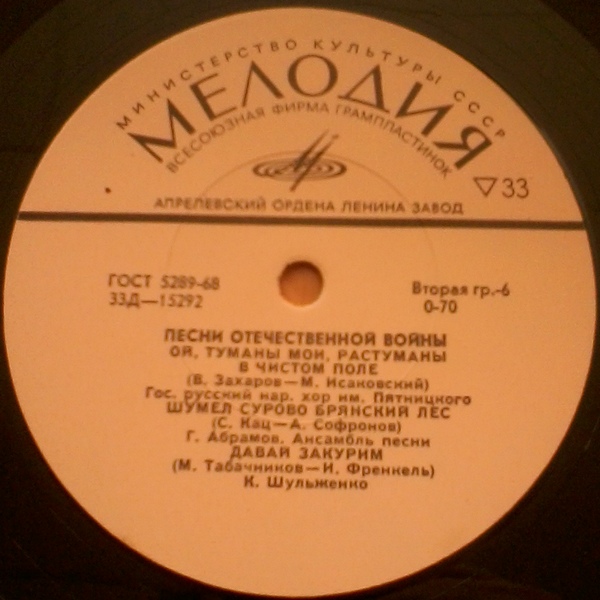 МИНИСТЕРСТВО КУЛЬТУРЫ СССР
МЕЛОДИЯ
ВСЕСОЮЗНАЯ ФИРМА ГРАМПЛАСТИНОК
33
АПРЕЛЕВСКИЙ ОРДЕНА ЛЕНИНА ЗАВОД
ГОСТ 5289-68
33Д—15292
Вторая гр.-6
0-70
ПЕСНИ ОТЕЧЕСТВЕННОЙ ВОЙНЫ
ОЙ, ТУМАНЫ МОИ, РАСТУМАНЫ
В ЧИСТОМ ПОЛЕ
(В. Захаров—М. Исаковский)
Гос. русский нар. хор им. Пятницкого
ШУМЕЛ СУРОВО БРЯНСКИЙ ЛЕС
(С. Кац—А. Софронов)
Г. Абрамов. Ансамбль песни
ДАВАЙ ЗАКУРИМ
(М. Табачников—И. Френкель)
К. Шульженко